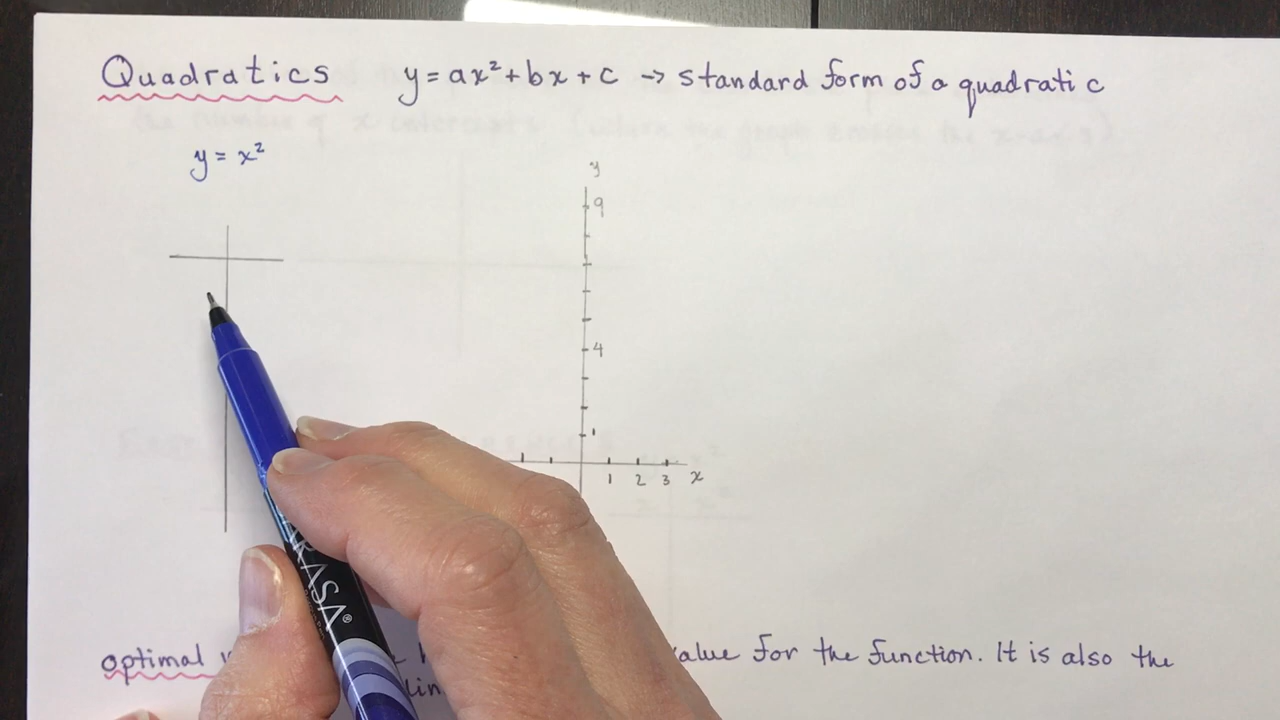 Quadratics y = ax² + bx + c → standard form of a quadratic
y = x²
y
9
4
1
1 2 3 x
optimal value for the function. It is also the